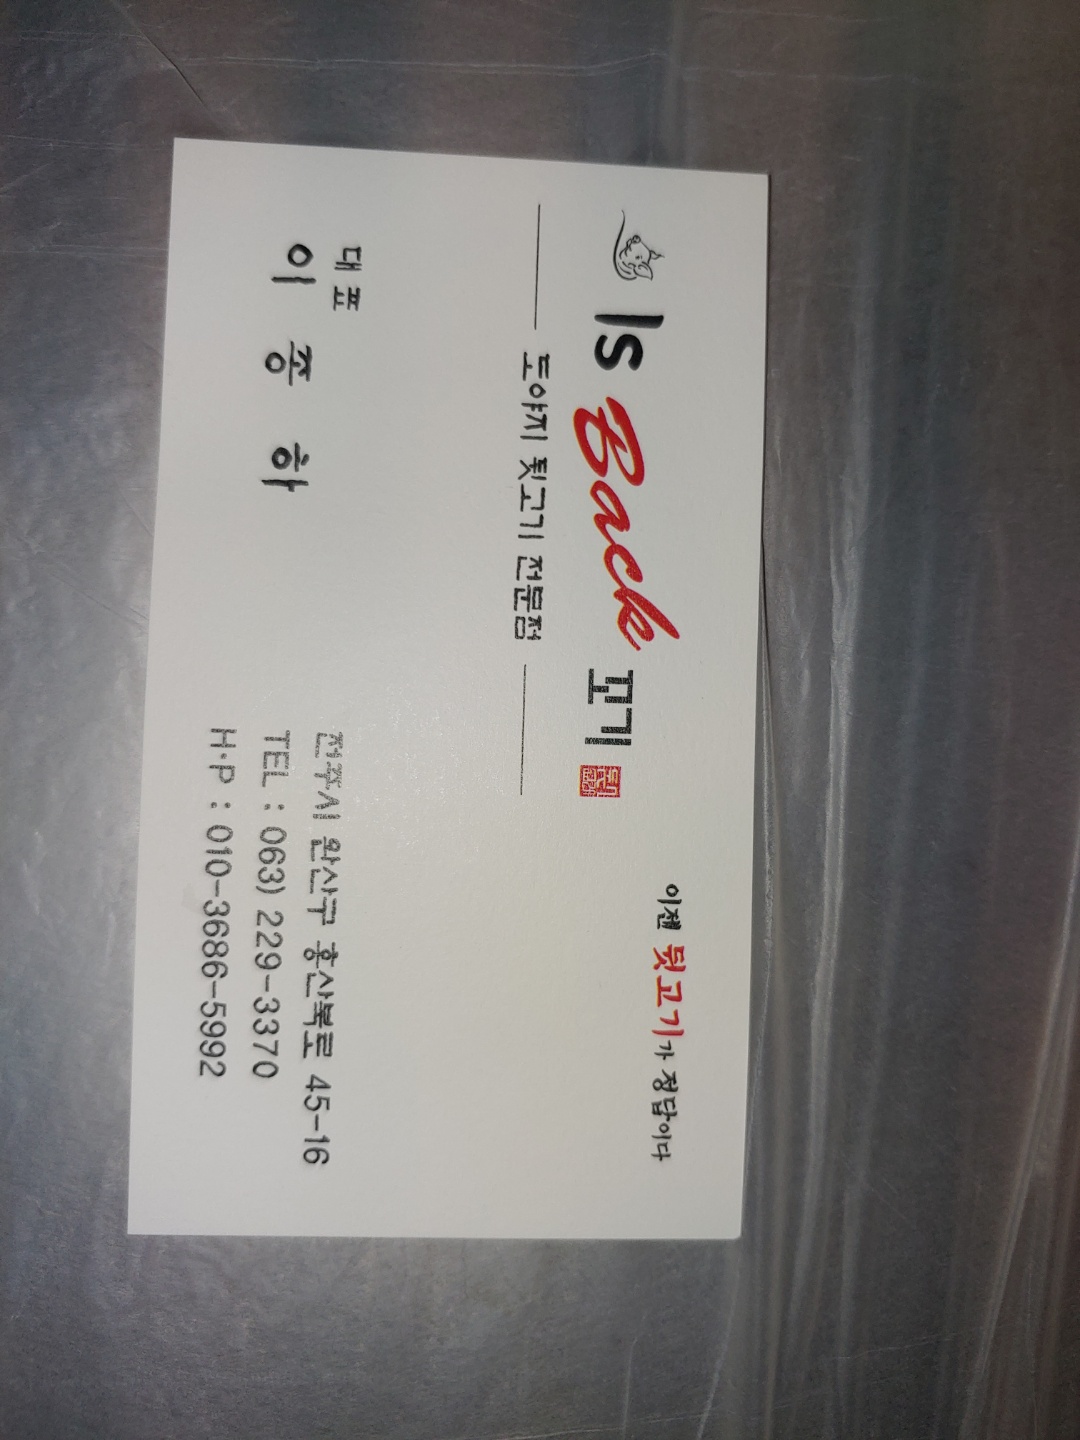 이젠 뒷고기가 정답이다
Is Back 꼬기
도야지 뒷고기 전문점
대표
이 종 하
전주시 완산구 홍산북로 45-16
TEL : 063) 229-3370
H·P : 010-3686-5992